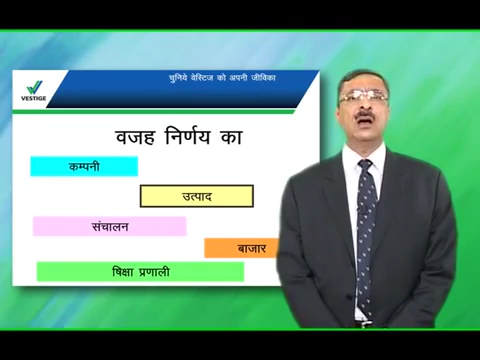 चुनिये वेस्टिज को अपनी जीविका
VESTIGE
वजह निर्णय का
कम्पनी
उत्पाद
संचालन
बाजार
षिक्षा प्रणाली